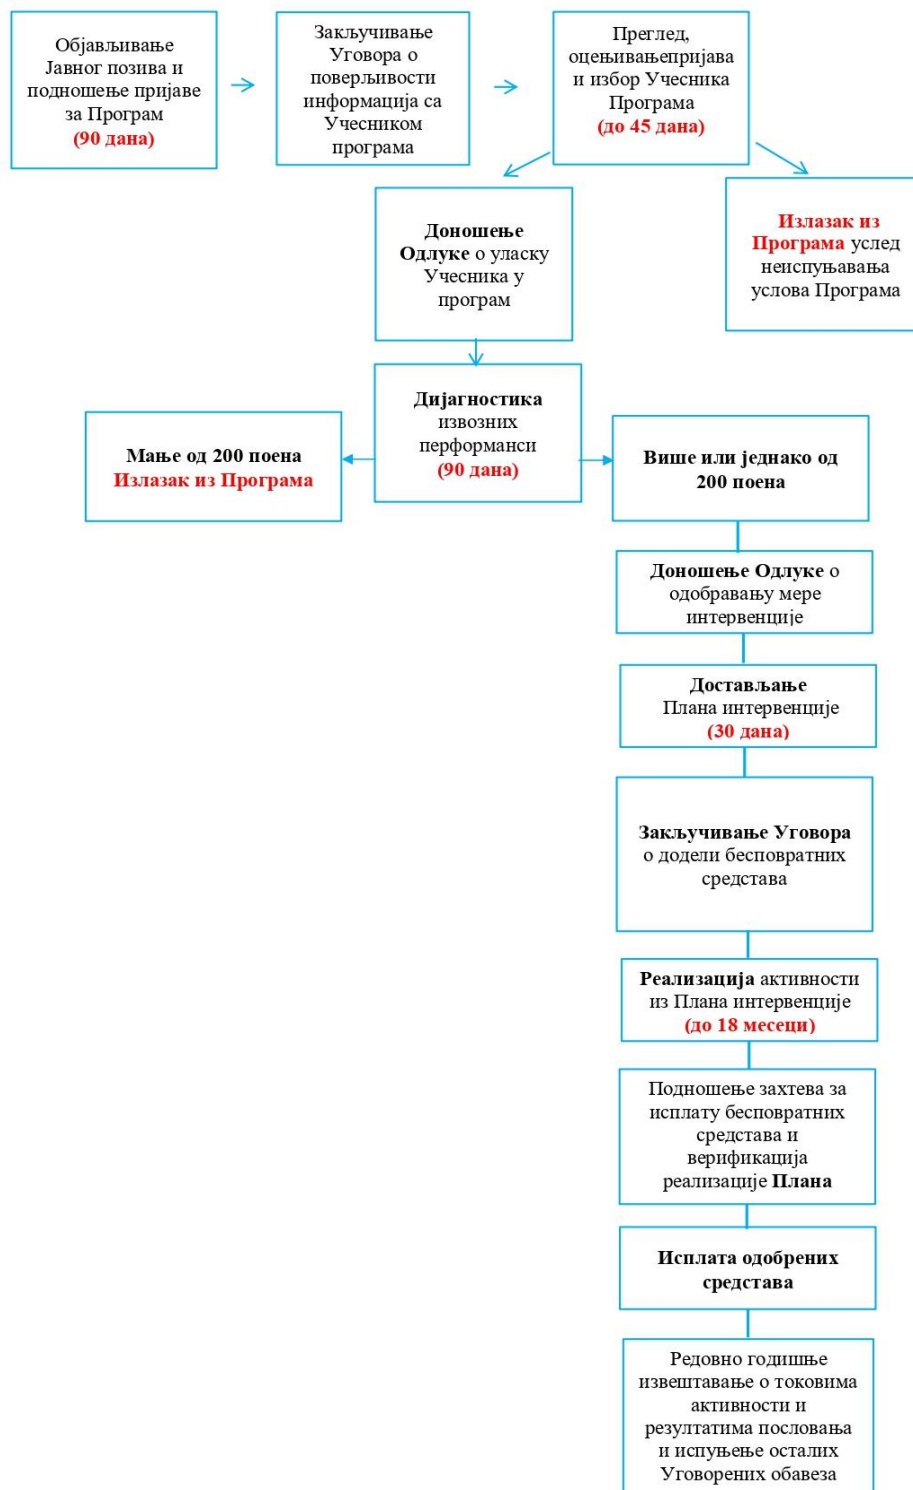 Објављивање
Јавног позива и
подношење пријаве
за Програм
(90 дана)
Закључивање
Уговора о
поверљивости
информација са
Учесником
програма
Преглед,
оцењивањепријава
и избор Учесника
Програма
(до 45 дана)
Доношење
Одлуке о уласку
Учесника у
програм
Излазак из
Програма услед
неиспуњавања
услова Програма
Дијагностика
извозних
перформанси
(90 дана)
Мање од 200 поена
Излазак из Програма
Више или једнако од
200 поена
Доношење Одлуке о
одобравању мере
интервенције
Достављање
Плана интервенције
(30 дана)
Закључивање Уговора
о додели бесповратних
средстава
Реализација активности
из Плана интервенције
(до 18 месеци)
Подношење захтева за
исплату бесповратних
средстава и
верификација
реализације Плана
Исплата одобрених
средстава
Редовно годишње
извештавање о токовима
активности и
резултатима пословања
и испуњење осталих
Уговорених обавеза